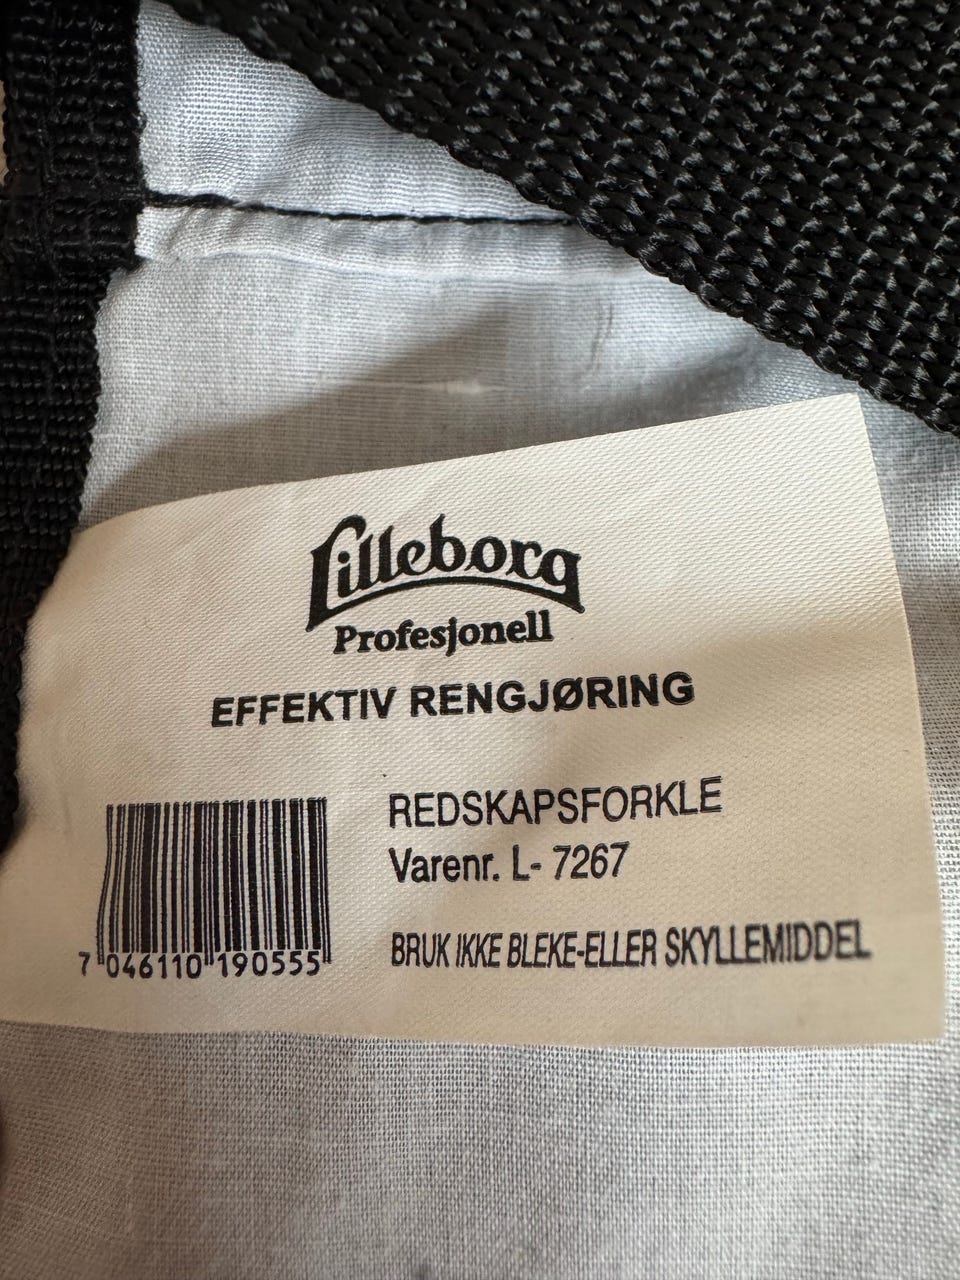 Lilleborg
Profesjonell
EFFEKTIV RENGJØRING
REDSKAPSFORKLE
Varenr. L- 7267
BRUK IKKE BLEKE-ELLER SKYLLEMIDDEL
7 046110 190555